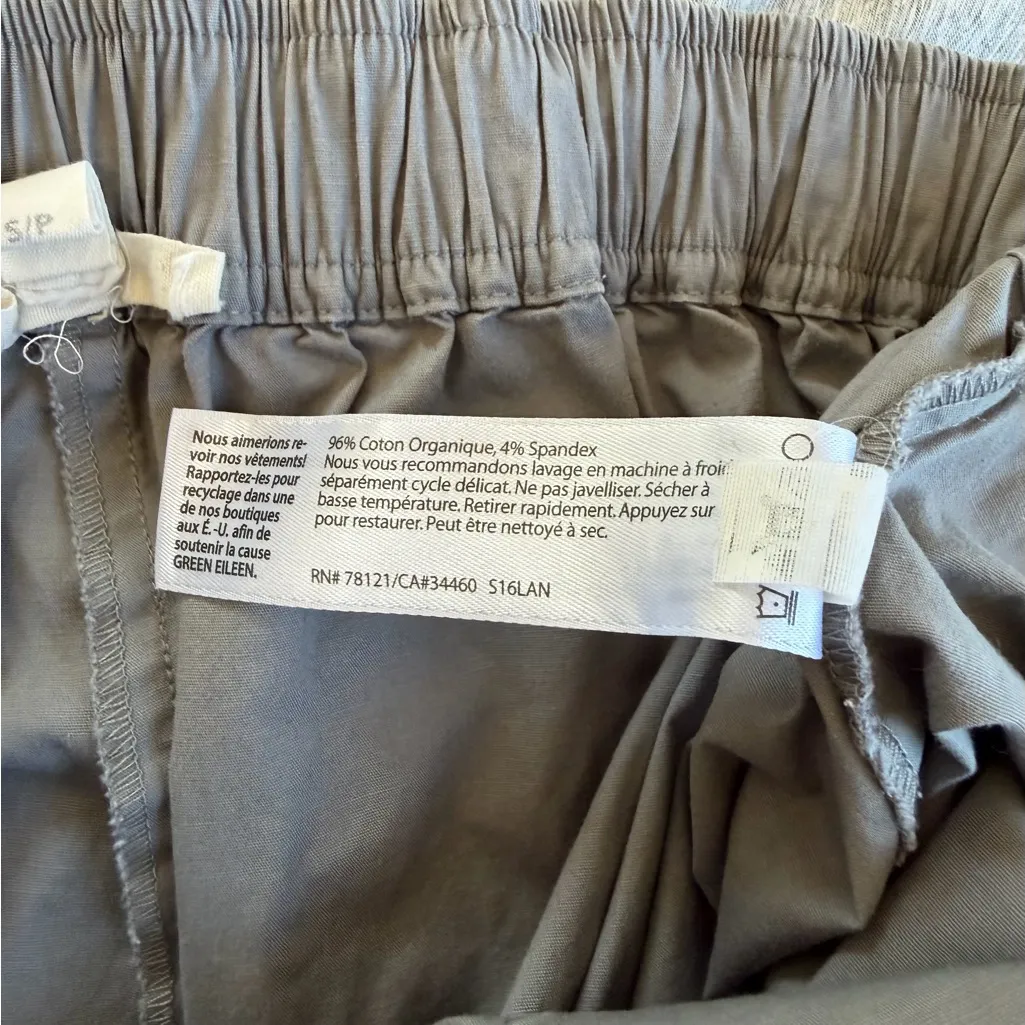 S/P
Nous aimerions re-
voir nos vêtements!
Rapportez-les pour
recyclage dans une
de nos boutiques
aux É.-U. afin de
soutenir la cause
GREEN EILEEN.
96% Coton Organique, 4% Spandex
Nous vous recommandons lavage en machine à froid
séparément cycle délicat. Ne pas javelliser. Sécher à
basse température. Retirer rapidement. Appuyez sur
pour restaurer. Peut être nettoyé à sec.
RN# 78121/CA#34460 S16LAN